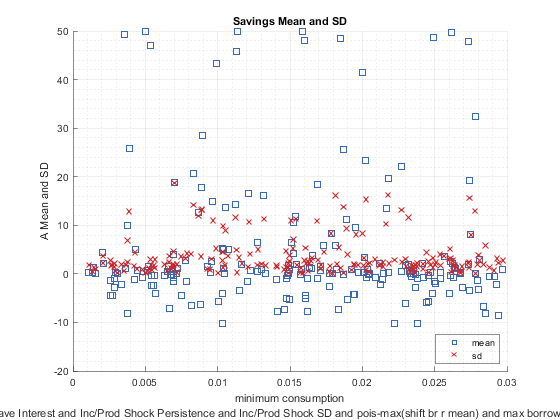 Savings Mean and SD
50
40
30
20
10
0
-10
-20
A Mean and SD
0
0.005
0.01
0.015
0.02
0.025
0.03
minimum consumption
mean
sd
ave Interest and Inc/Prod Shock Persistence and Inc/Prod Shock SD and pois-max(shift br r mean) and max borrow